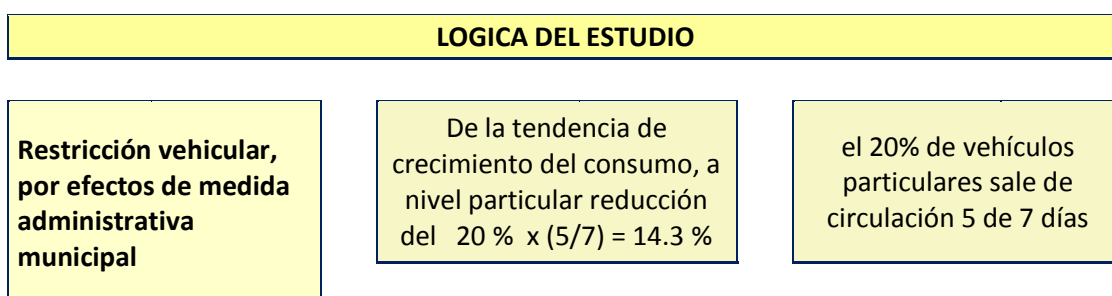 LOGICA DEL ESTUDIO
Restricción vehicular,
por efectos de medida
administrativa
municipal
De la tendencia de
crecimiento del consumo, a
nivel particular reducción
del 20 % x (5/7) = 14.3 %
el 20% de vehículos
particulares sale de
circulación 5 de 7 días